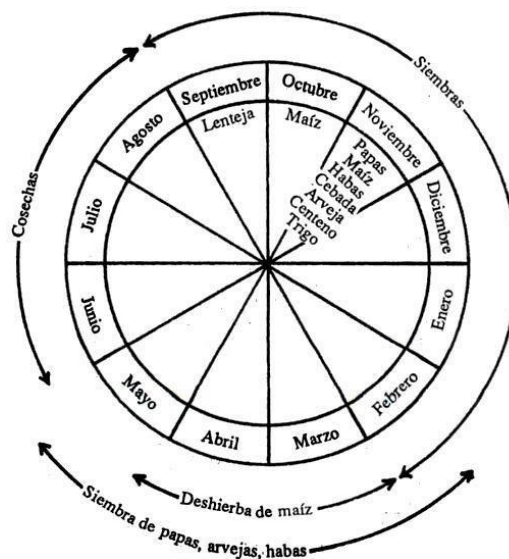 Siembras
Cosechas
Septiembre
Octubre
Noviembre
Diciembre
Enero
Febrero
Marzo
Abril
Mayo
Junio
Julio
Agosto
Lenteja
Maíz
Papas
Maíz
Habas
Cebada
Arveja
Centeno
Trigo
Deshierba de maíz
Siembra de papas, arvejas, habas